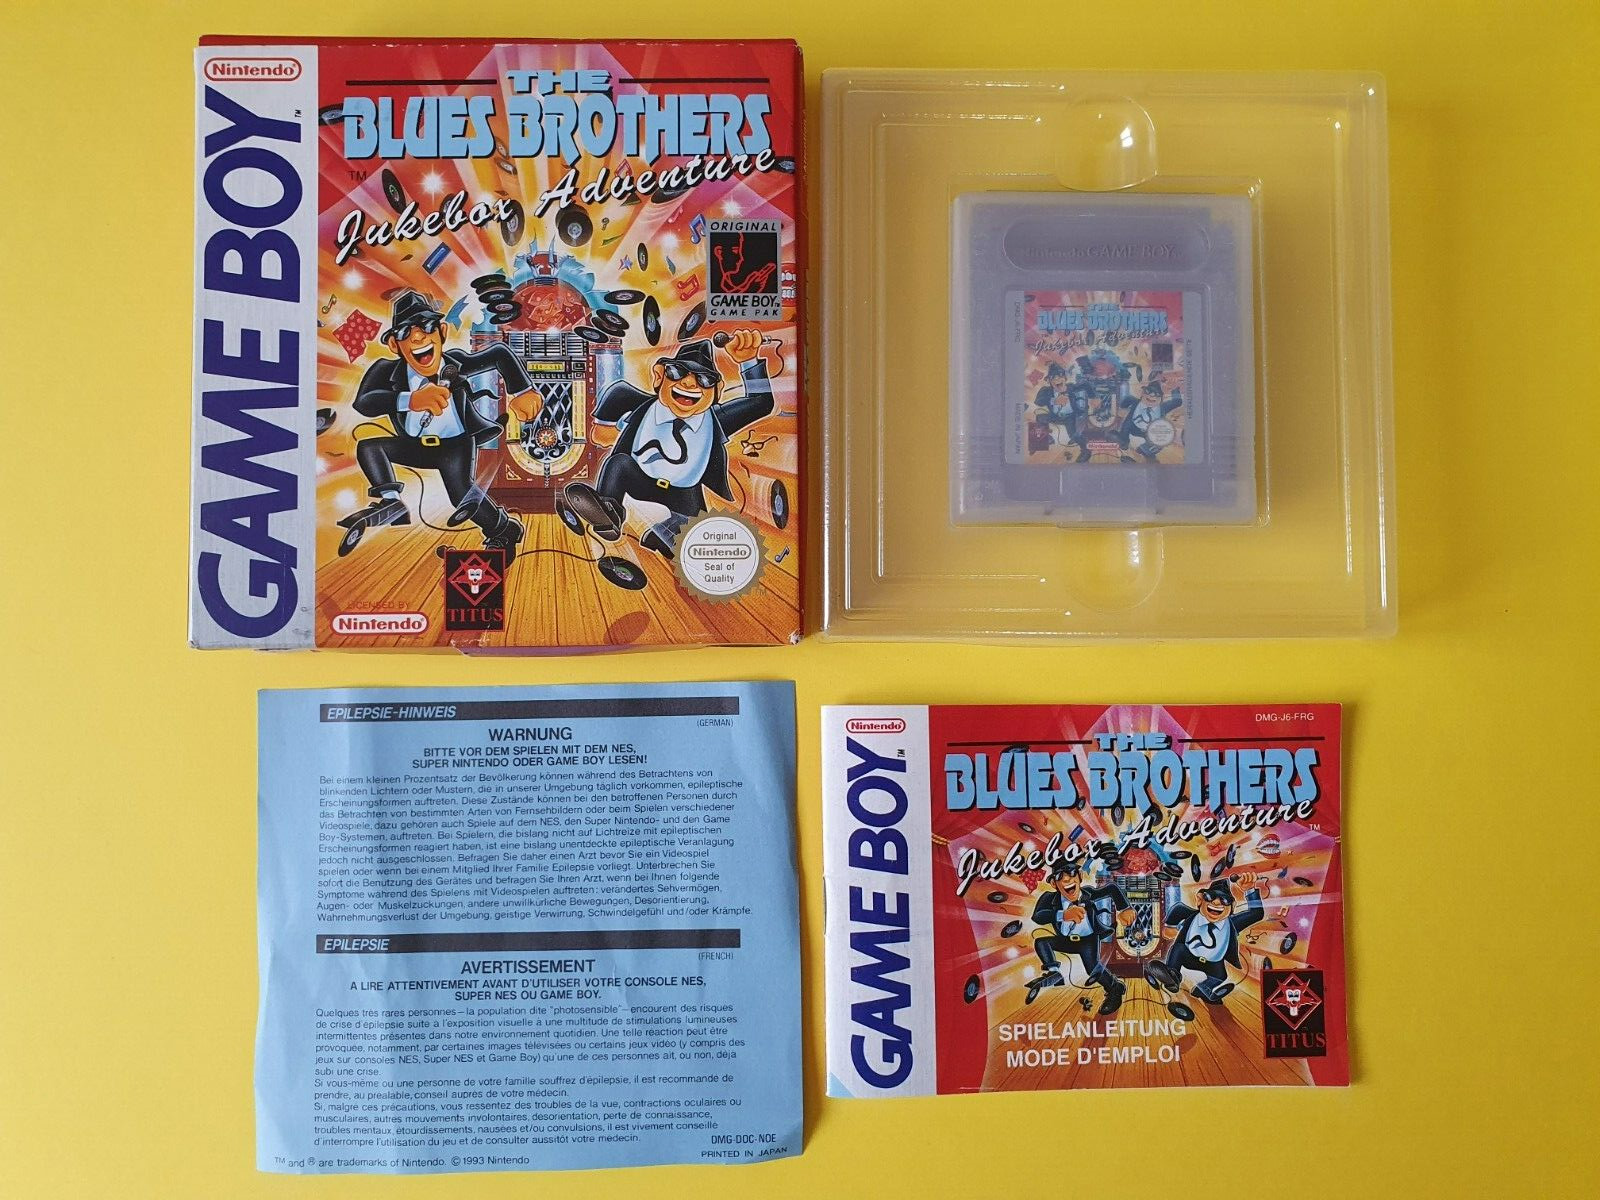 Nintendo®
GAME BOY™
THE
BLUES BROTHERS
™
Jukebox Adventure
ORIGINAL
GAME BOY™
GAME PAK
Original
Nintendo
Seal of
Quality
TM
LICENSED BY
Nintendo®
TITUS
Nintendo GAME BOY
THE
BLUES BROTHERS
Jukebox Adventure
MADE IN JAPAN
Nintendo
EPILEPSIE-HINWEIS
(GERMAN)
WARNUNG
BITTE VOR DEM SPIELEN MIT DEM NES,
SUPER NINTENDO ODER GAME BOY LESEN!
Bei einem kleinen Prozentsatz der Bevölkerung können während des Betrachtens von
blinkenden Lichtern oder Mustern, die in unserer Umgebung täglich vorkommen, epileptische
Erscheinungsformen auftreten. Diese Zustände können bei den betroffenen Personen durch
das Betrachten von bestimmten Arten von Fernsehbildern oder beim Spielen verschiedener
Videospiele, dazu gehören auch Spiele auf dem NES, den Super Nintendo- und den Game
Boy-Systemen, auftreten. Bei Spielern, die bislang nicht auf Lichtreize mit epileptischen
Erscheinungsformen reagiert haben, ist eine bislang unentdeckte epileptische Veranlagung
jedoch nicht ausgeschlossen. Befragen Sie daher einen Arzt bevor Sie ein Videospiel
spielen oder wenn bei einem Mitglied Ihrer Familie Epilepsie vorliegt. Unterbrechen Sie
sofort die Benutzung des Gerätes und befragen Sie Ihren Arzt, wenn bei Ihnen folgende
Symptome während des Spielens mit Videospielen auftreten: verändertes Sehvermögen,
Augen- oder Muskelzuckungen, andere unwillkürliche Bewegungen, Desorientierung,
Wahrnehmungsverlust der Umgebung, geistige Verwirrung, Schwindelgefühl und/oder Krämpfe.
EPILEPSIE
(FRENCH)
AVERTISSEMENT
A LIRE ATTENTIVEMENT AVANT D'UTILISER VOTRE CONSOLE NES,
SUPER NES OU GAME BOY.
Quelques très rares personnes – la population dite "photosensible" – encourent des risques
de crise d'épilepsie suite à l'exposition visuelle à une multitude de stimulations lumineuses
intermittentes présentes dans notre environnement quotidien. Une telle réaction peut être
provoquée, notamment, par certaines images télévisées ou certains jeux vidéo (y compris des
jeux sur consoles NES, Super NES et Game Boy) qu'une de ces personnes ait, ou non, déjà
subi une crise.
Si vous-même ou une personne de votre famille souffrez d'épilepsie, il est recommande de
prendre, au préalable, conseil aupres de votre médecin.
Si, malgre ces précautions, vous ressentez des troubles de la vue, contractions oculaires ou
musculaires, autres mouvements involontaires, desorientation, perte de connaissance,
troubles mentaux, étourdissements, nausées et/ou convulsions, il est vivement conseillé
d'interrompre l'utilisation du jeu et de consulter aussitôt votre medecin.
DMG-DOC-NOE
TM and ® are trademarks of Nintendo. © 1993 Nintendo
PRINTED IN JAPAN
Nintendo®
GAME BOY™
DMG-J6-FRG
THE
BLUES BROTHERS
Jukebox Adventure
™
SPIELANLEITUNG
MODE D'EMPLOI
TITUS